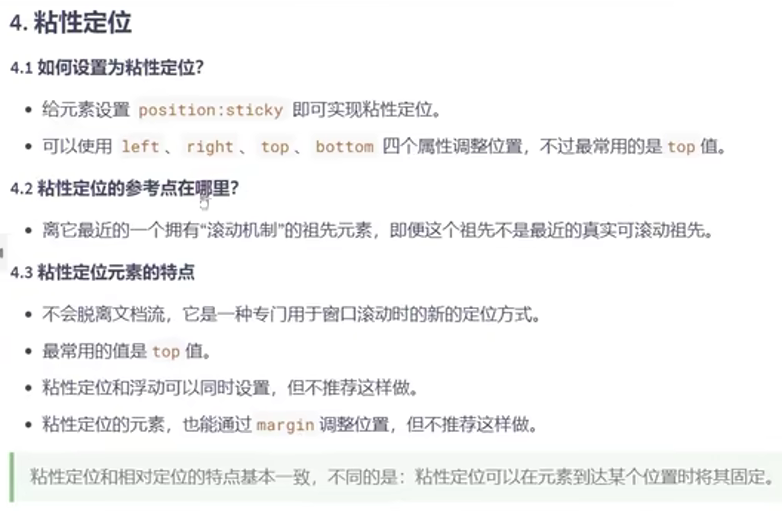 4. 粘性定位
4.1 如何设置为粘性定位?
• 给元素设置 position:sticky 即可实现粘性定位。
• 可以使用 left 、 right 、 top 、 bottom 四个属性调整位置，不过最常用的是 top 值。
4.2 粘性定位的参考点在哪里?
• 离它最近的一个拥有“滚动机制”的祖先元素，即便这个祖先不是最近的真实可滚动祖先。
4.3 粘性定位元素的特点
• 不会脱离文档流，它是一种专门用于窗口滚动时的新的定位方式。
• 最常用的值是 top 值。
• 粘性定位和浮动可以同时设置，但不推荐这样做。
• 粘性定位的元素，也能通过 margin 调整位置，但不推荐这样做。
粘性定位和相对定位的特点基本一致，不同的是：粘性定位可以在元素到达某个位置时将其固定。